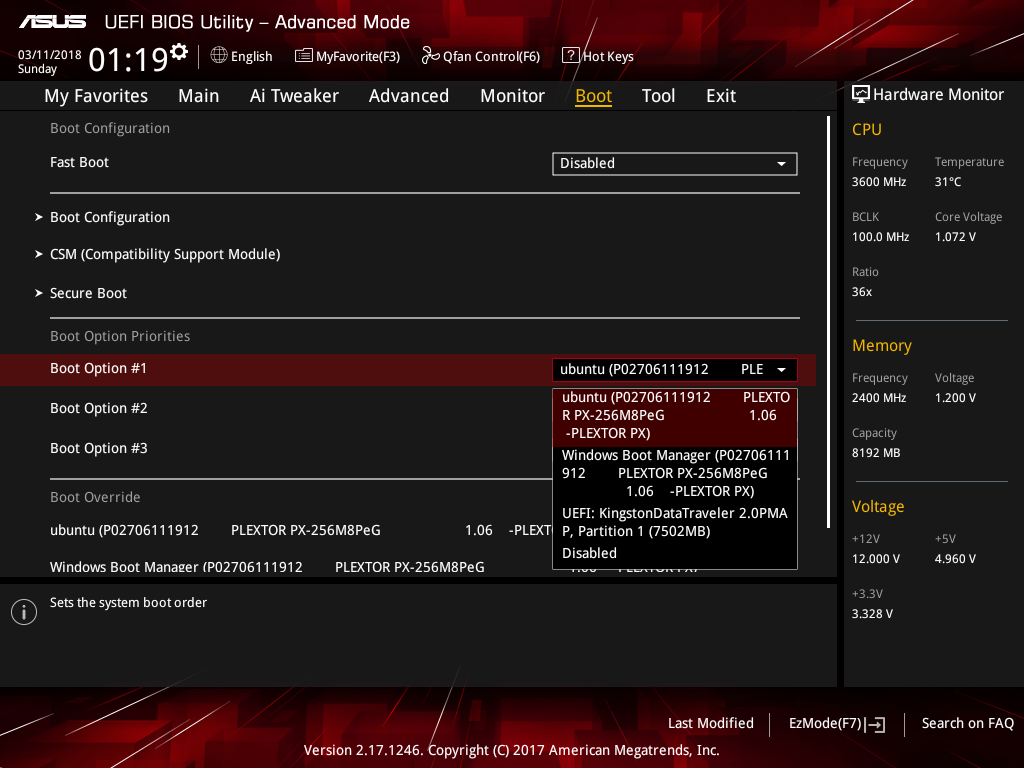 ASUS UEFI BIOS Utility – Advanced Mode
03/11/2018
Sunday
01:19
English MyFavorite(F3) Qfan Control(F6) ? Hot Keys
My Favorites Main Ai Tweaker Advanced Monitor Boot Tool Exit
Boot Configuration
Fast Boot Disabled
Boot Configuration
CSM (Compatibility Support Module)
Secure Boot
Boot Option Priorities
Boot Option #1 ubuntu (P02706111912 PLE
Boot Option #2
Boot Option #3
ubuntu (P02706111912 PLEXTO
R PX-256M8PeG 1.06
-PLEXTOR PX)
Windows Boot Manager (P02706111
912 PLEXTOR PX-256M8PeG
1.06 -PLEXTOR PX)
UEFI: KingstonDataTraveler 2.0PMA
P, Partition 1 (7502MB)
Disabled
Boot Override
ubuntu (P02706111912 PLEXTOR PX-256M8PeG 1.06 -PLEXT
Windows Boot Manager (P02706111912 PLEXTOR PX-256M8PeG
Sets the system boot order
Hardware Monitor
CPU
Frequency Temperature
3600 MHz 31°C
BCLK Core Voltage
100.0 MHz 1.072 V
Ratio
36x
Memory
Frequency Voltage
2400 MHz 1.200 V
Capacity
8192 MB
Voltage
+12V +5V
12.000 V 4.960 V
+3.3V
3.328 V
Last Modified EzMode(F7) Search on FAQ
Version 2.17.1246. Copyright (C) 2017 American Megatrends, Inc.